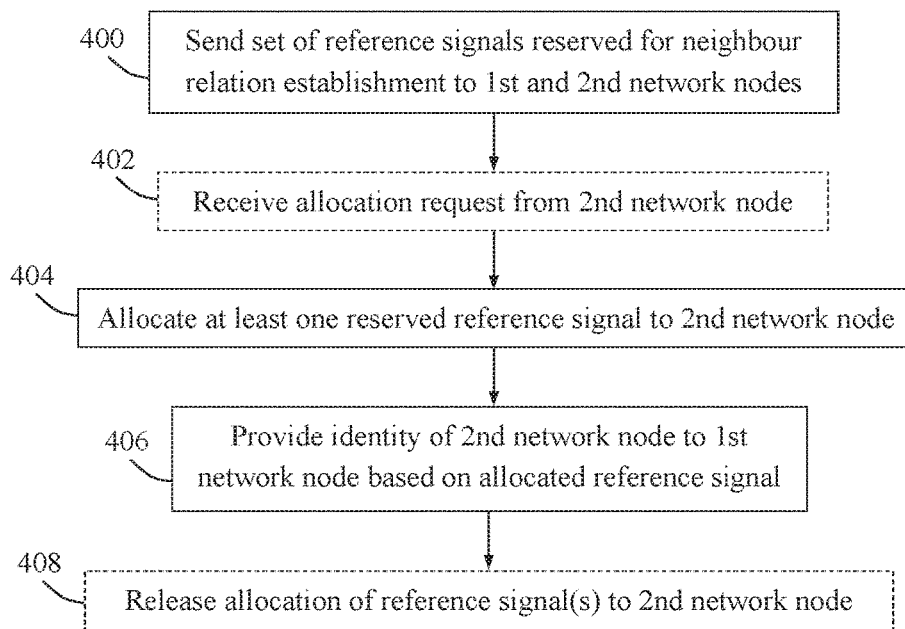 400
Send set of reference signals reserved for neighbour
relation establishment to 1st and 2nd network nodes
402
Receive allocation request from 2nd network node
404
Allocate at least one reserved reference signal to 2nd network node
406
Provide identity of 2nd network node to 1st
network node based on allocated reference signal
408
Release allocation of reference signal(s) to 2nd network node